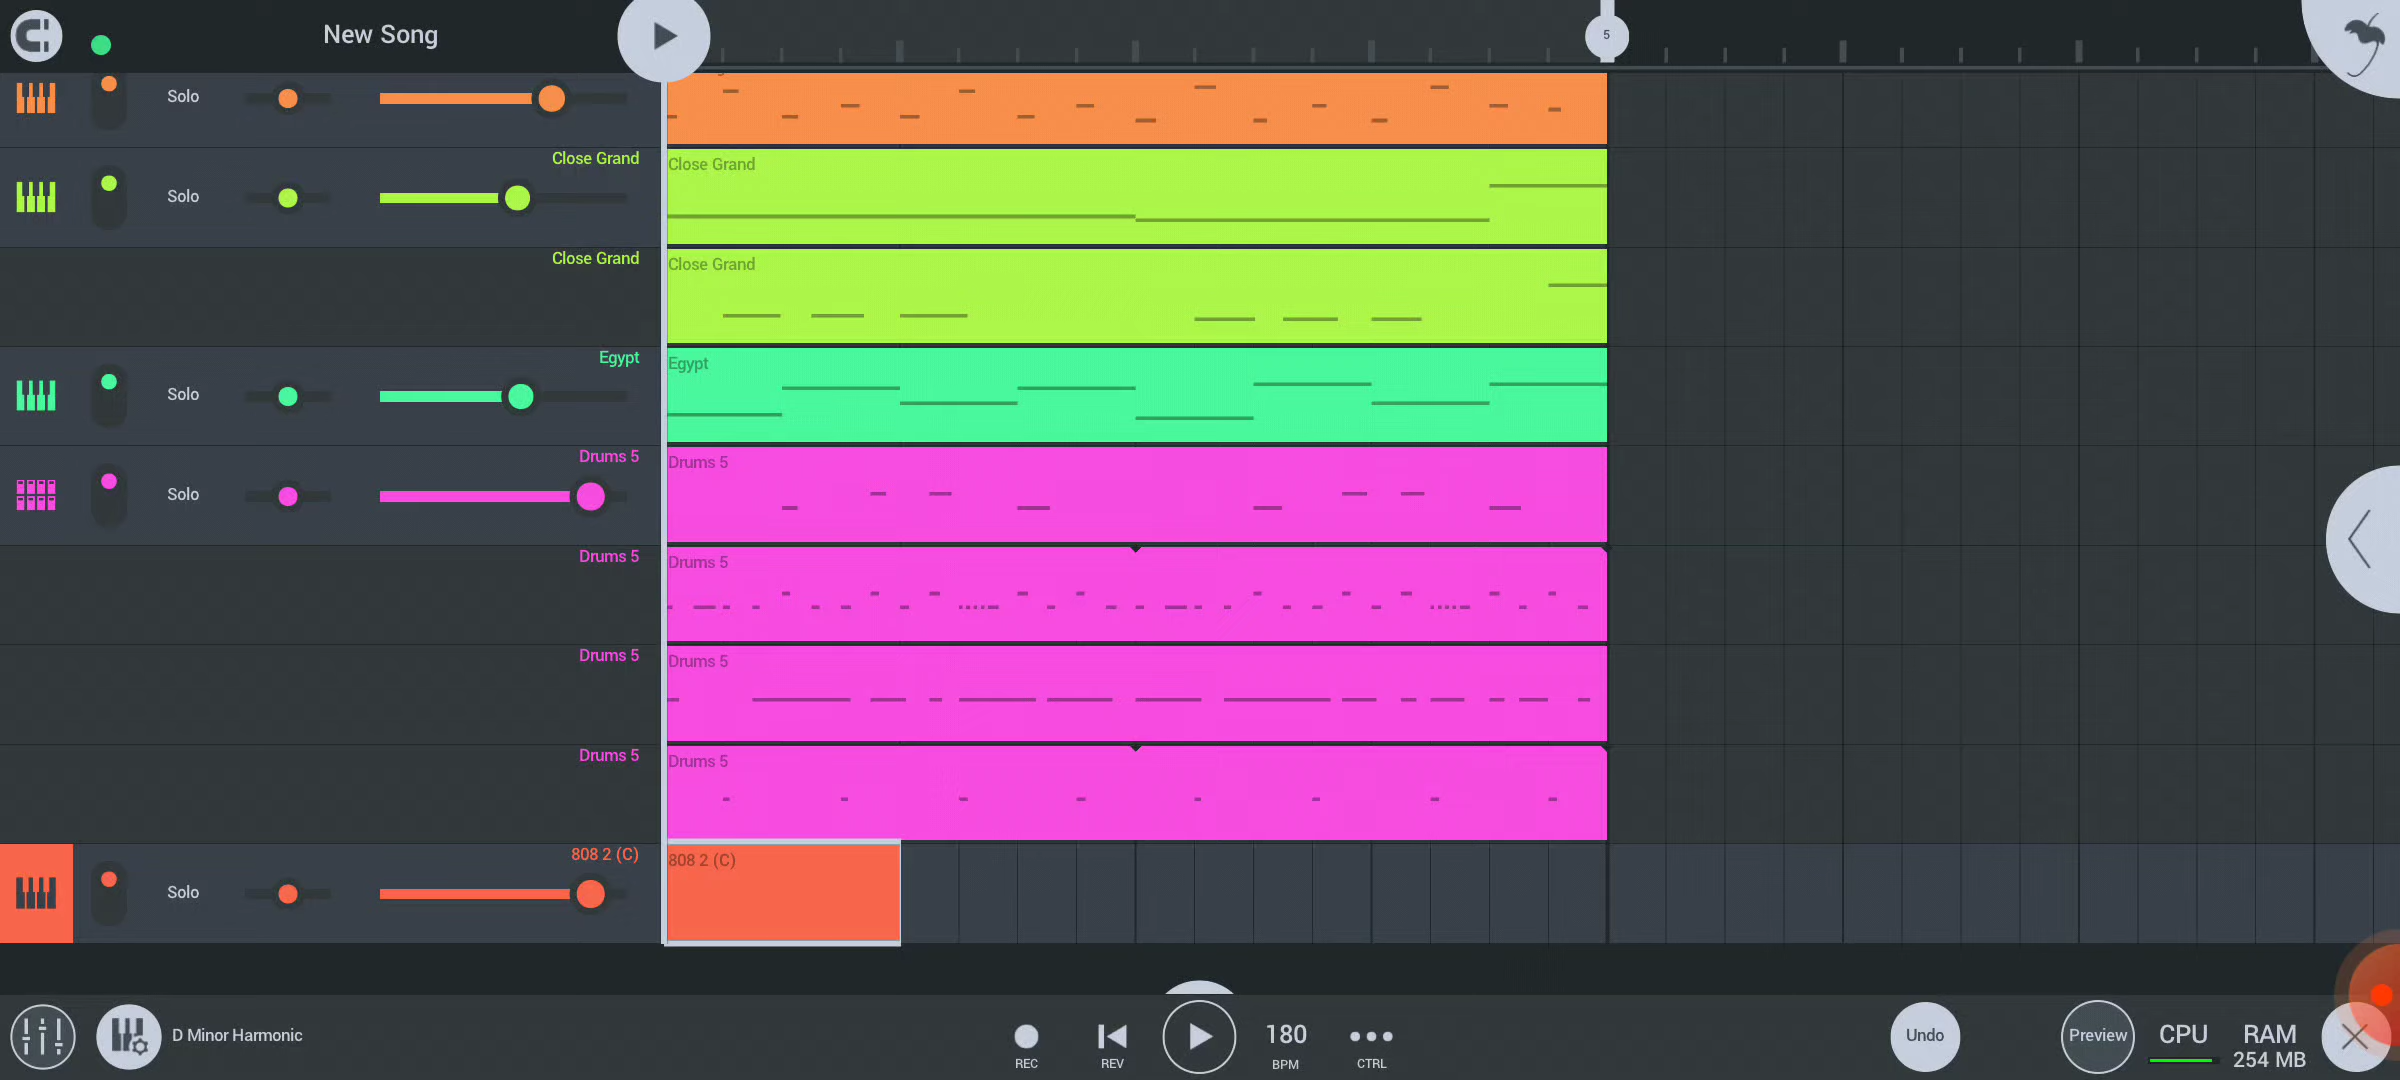 New Song
5
Solo
Close Grand
Solo
Close Grand
Close Grand
Close Grand
Egypt
Solo
Egypt
Drums 5
Solo
Drums 5
Drums 5
Drums 5
Drums 5
Drums 5
Drums 5
Drums 5
808 2 (C)
Solo
808 2 (C)
D Minor Harmonic
REC
REV
180
BPM
CTRL
Undo
Preview
CPU
RAM
254 MB